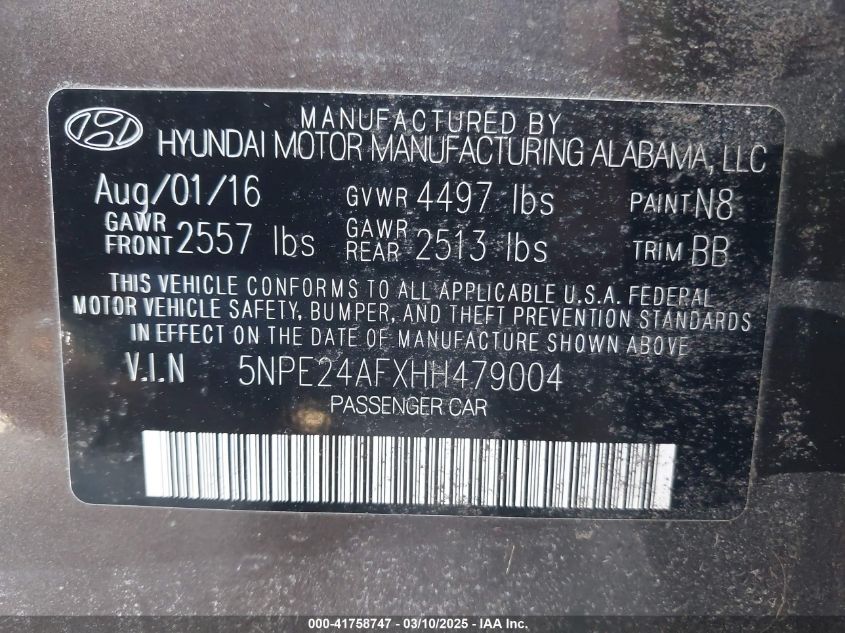 MANUFACTURED BY
HYUNDAI MOTOR MANUFACTURING ALABAMA, LLC
Aug/01/16 GVWR 4497 lbs PAINT N8
GAWR FRONT 2557 lbs GAWR REAR 2513 lbs TRIM BB
THIS VEHICLE CONFORMS TO ALL APPLICABLE U.S.A. FEDERAL
MOTOR VEHICLE SAFETY, BUMPER, AND THEFT PREVENTION STANDARDS
IN EFFECT ON THE DATE OF MANUFACTURE SHOWN ABOVE.
V.I.N 5NPE24AFXHH479004
PASSENGER CAR
000-41758747 - 03/10/2025 - IAA Inc.